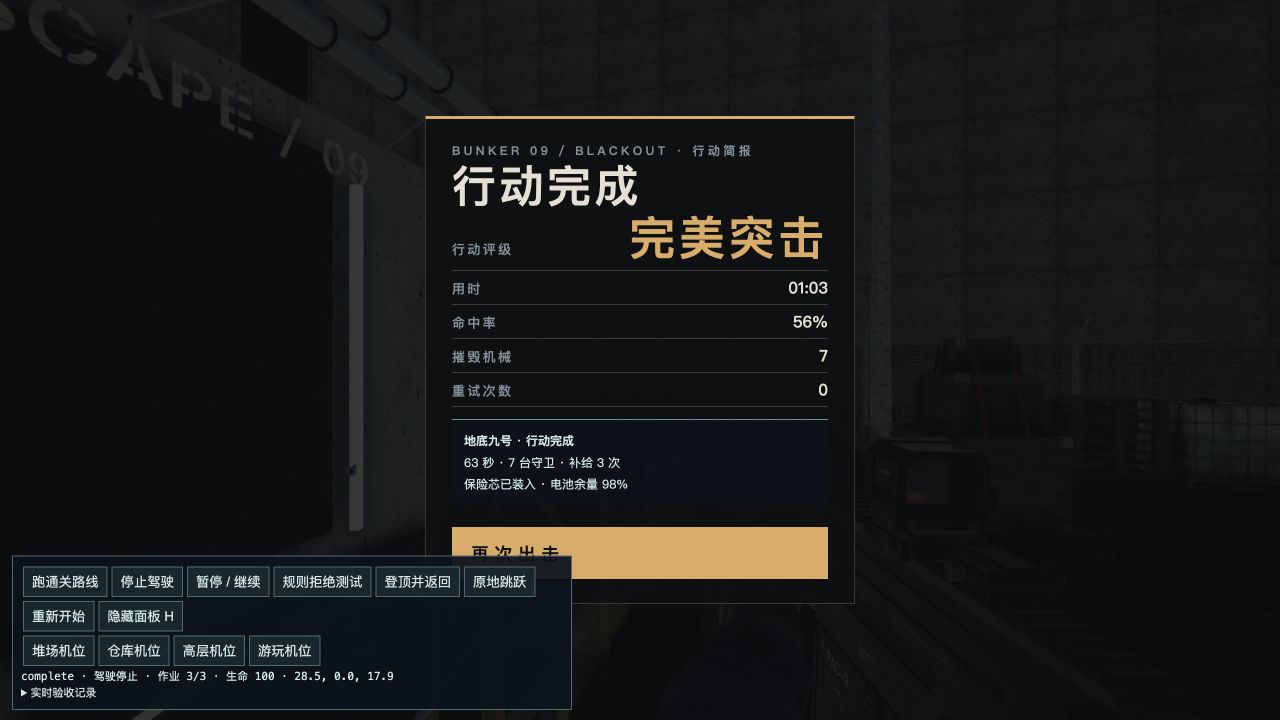 CAPE / 09
BUNKER 09 / BLACKOUT · 行动简报
行动完成
行动评级 完美突击
用时 01:03
命中率 56%
摧毁机械 7
重试次数 0
地底九号 · 行动完成
63 秒 · 7 台守卫 · 补给 3 次
保险芯已装入 · 电池余量 98%
再次出击
跑通关路线 停止驾驶 暂停 / 继续 规则拒绝测试 登顶并返回 原地跳跃
重新开始 隐藏面板 H
堆场机位 仓库机位 高层机位 游玩机位
complete · 驾驶停止 · 作业 3/3 · 生命 100 · 28.5, 0.0, 17.9
▶ 实时验收记录